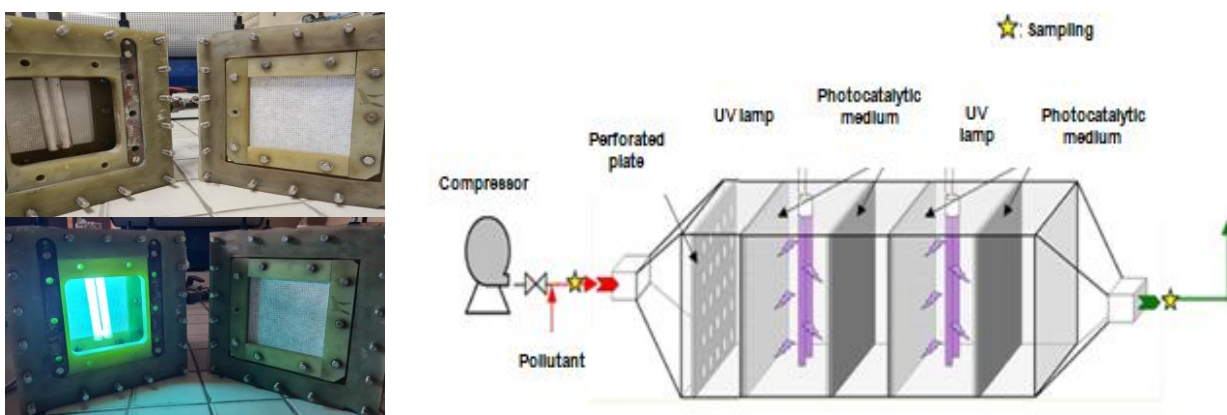 : Sampling
UV lamp
Photocatalytic
medium
UV
lamp
Photocatalytic
medium
Perforated
plate
Compressor
Pollutant